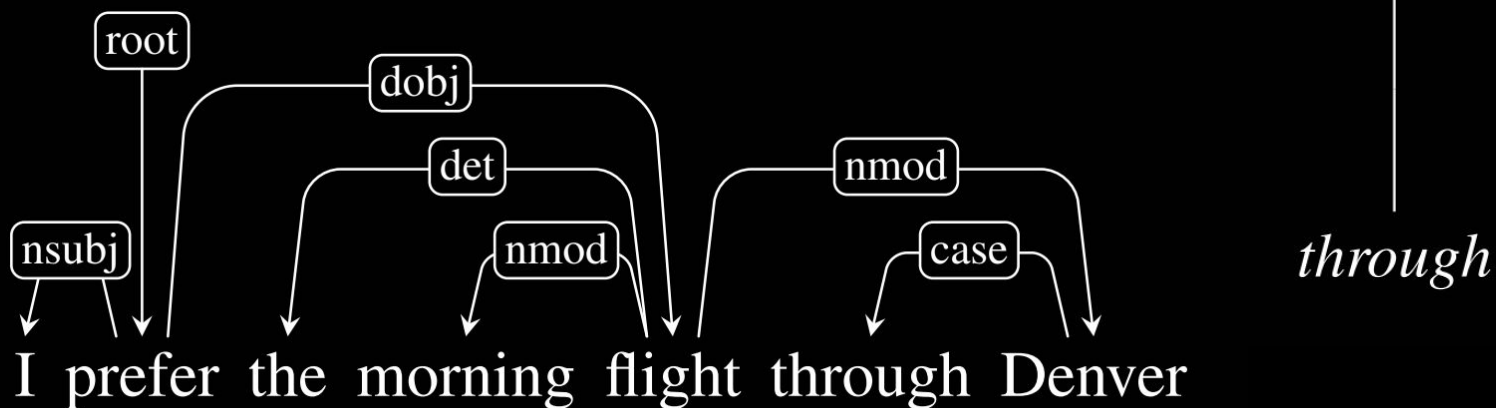 root
dobj
det
nmod
nsubj
nmod
case
through
I prefer the morning flight through Denver